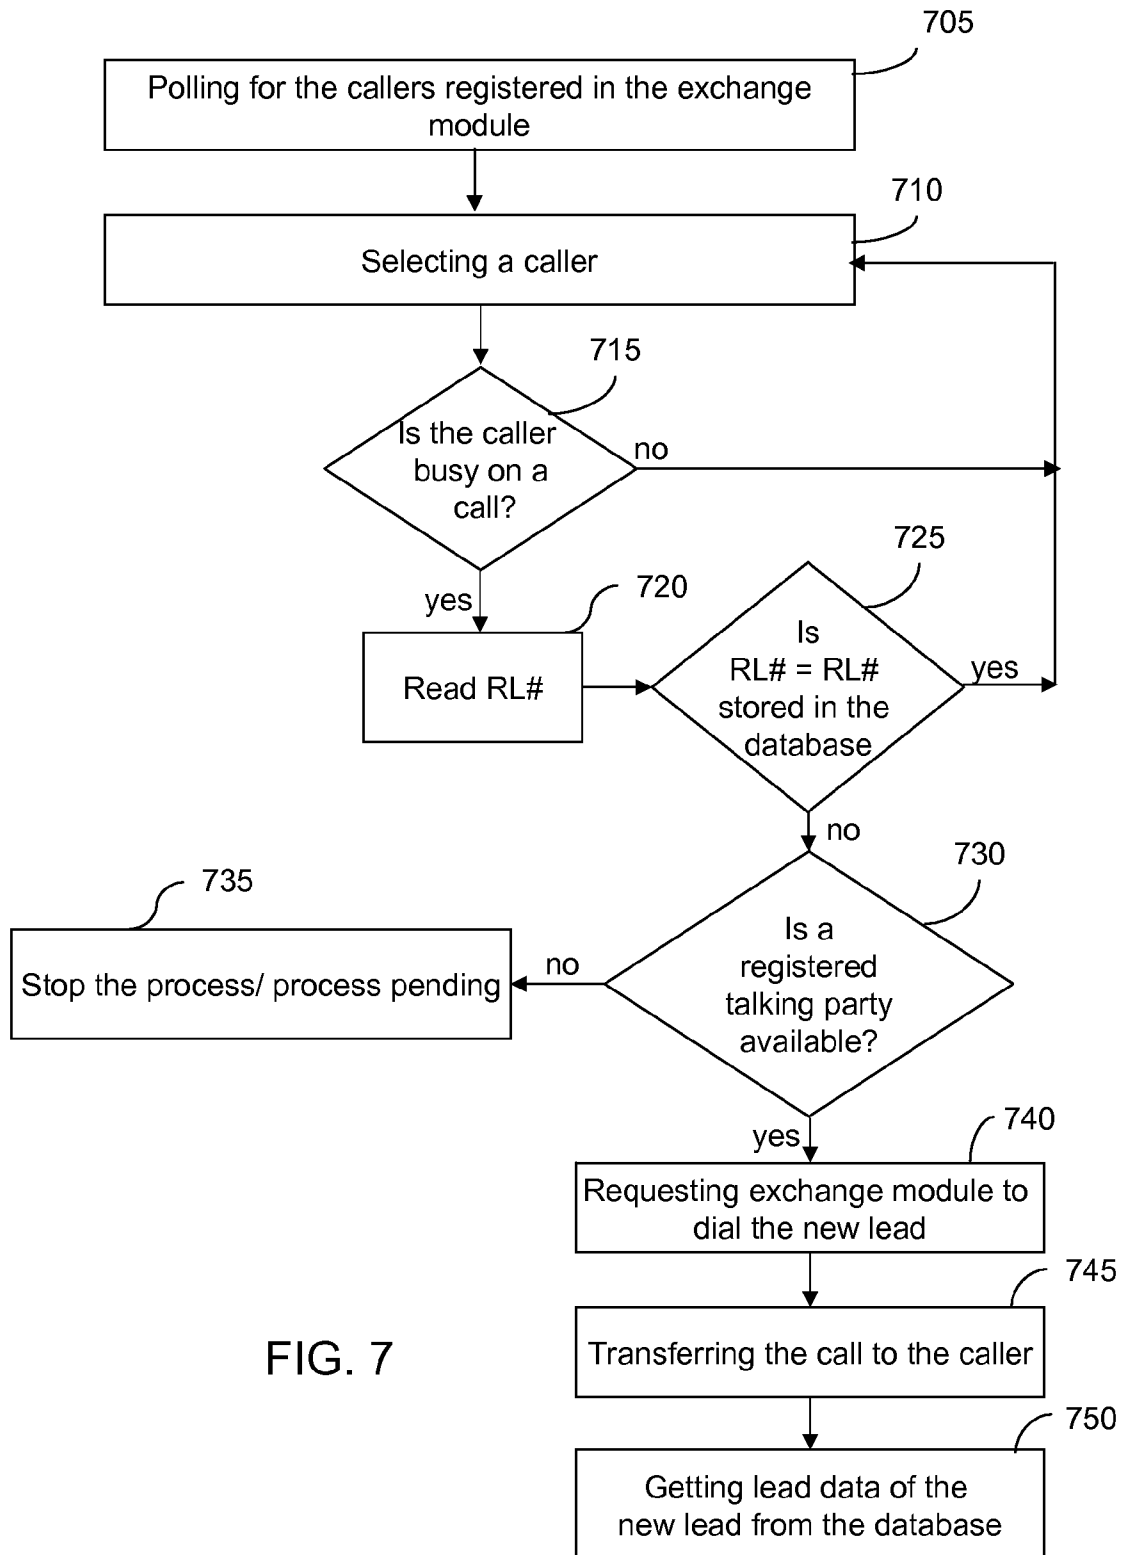 705
Polling for the callers registered in the exchange
module
710
Selecting a caller
715
Is the caller
busy on a
call?
no
yes
720
Read RL#
725
Is
RL# = RL#
stored in the
database
yes
no
730
Is a
registered
talking party
available?
no
735
Stop the process/ process pending
yes
740
Requesting exchange module to
dial the new lead
745
Transferring the call to the caller
750
Getting lead data of the
new lead from the database
FIG. 7